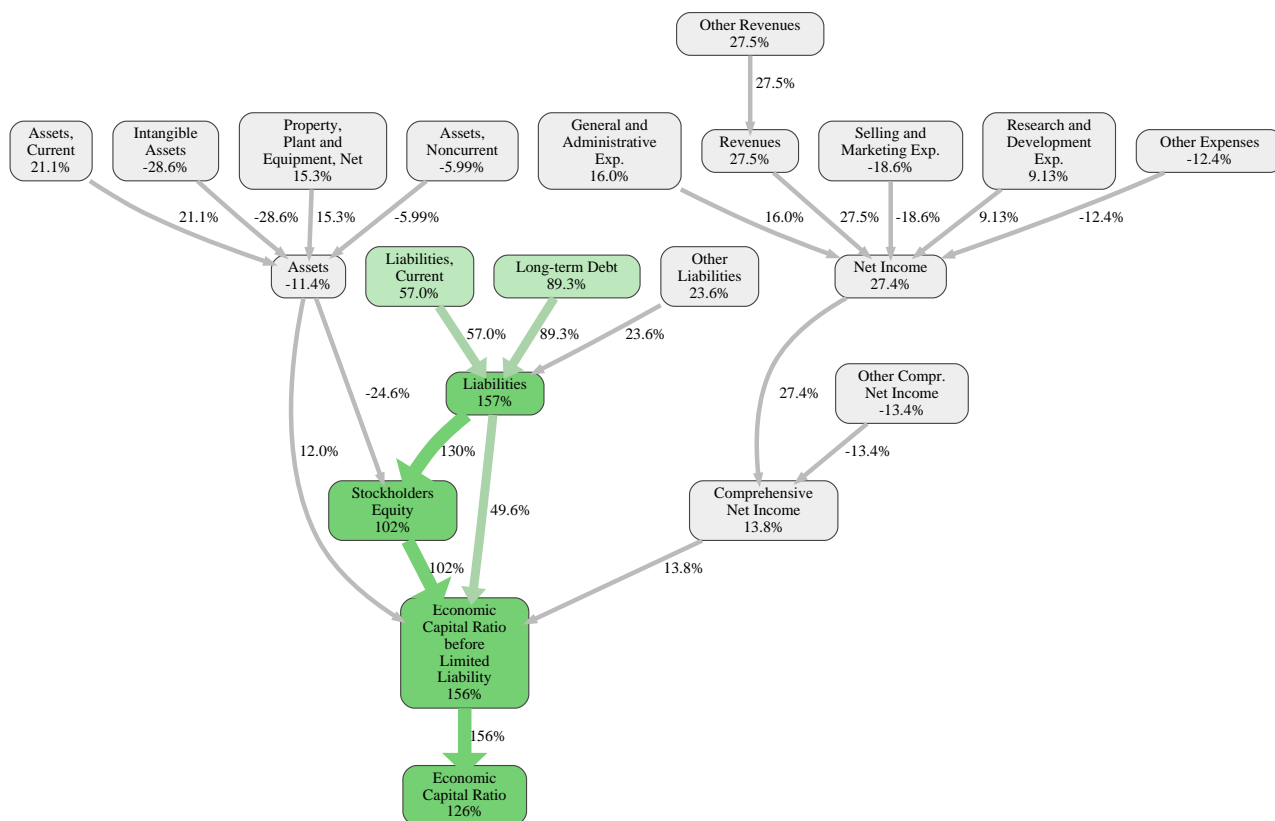 Other Revenues
27.5%
27.5%
Assets,
Current
21.1%
Intangible
Assets
-28.6%
Property,
Plant and
Equipment, Net
15.3%
Assets,
Noncurrent
-5.99%
General and
Administrative
Exp.
16.0%
Revenues
27.5%
Selling and
Marketing Exp.
-18.6%
Research and
Development
Exp.
9.13%
Other Expenses
-12.4%
21.1%
-28.6%
15.3%
-5.99%
16.0%
27.5%
-18.6%
9.13%
-12.4%
Assets
-11.4%
Liabilities,
Current
57.0%
Long-term Debt
89.3%
Other
Liabilities
23.6%
Net Income
27.4%
57.0%
89.3%
23.6%
Liabilities
157%
-24.6%
27.4%
Other Compr.
Net Income
-13.4%
12.0%
130%
-13.4%
Stockholders
Equity
102%
49.6%
Comprehensive
Net Income
13.8%
102%
13.8%
Economic
Capital Ratio
before
Limited
Liability
156%
156%
Economic
Capital Ratio
126%